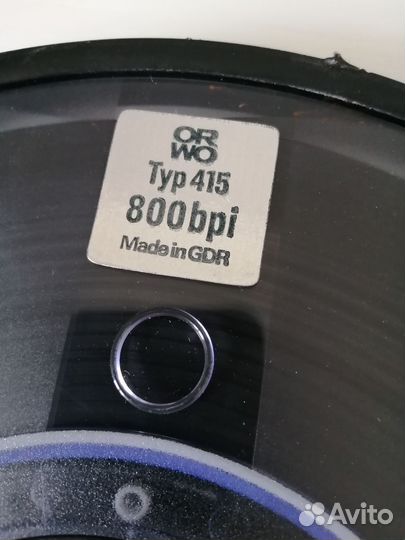 OR
WO
Typ 415
800bpi
Made in GDR
Avito